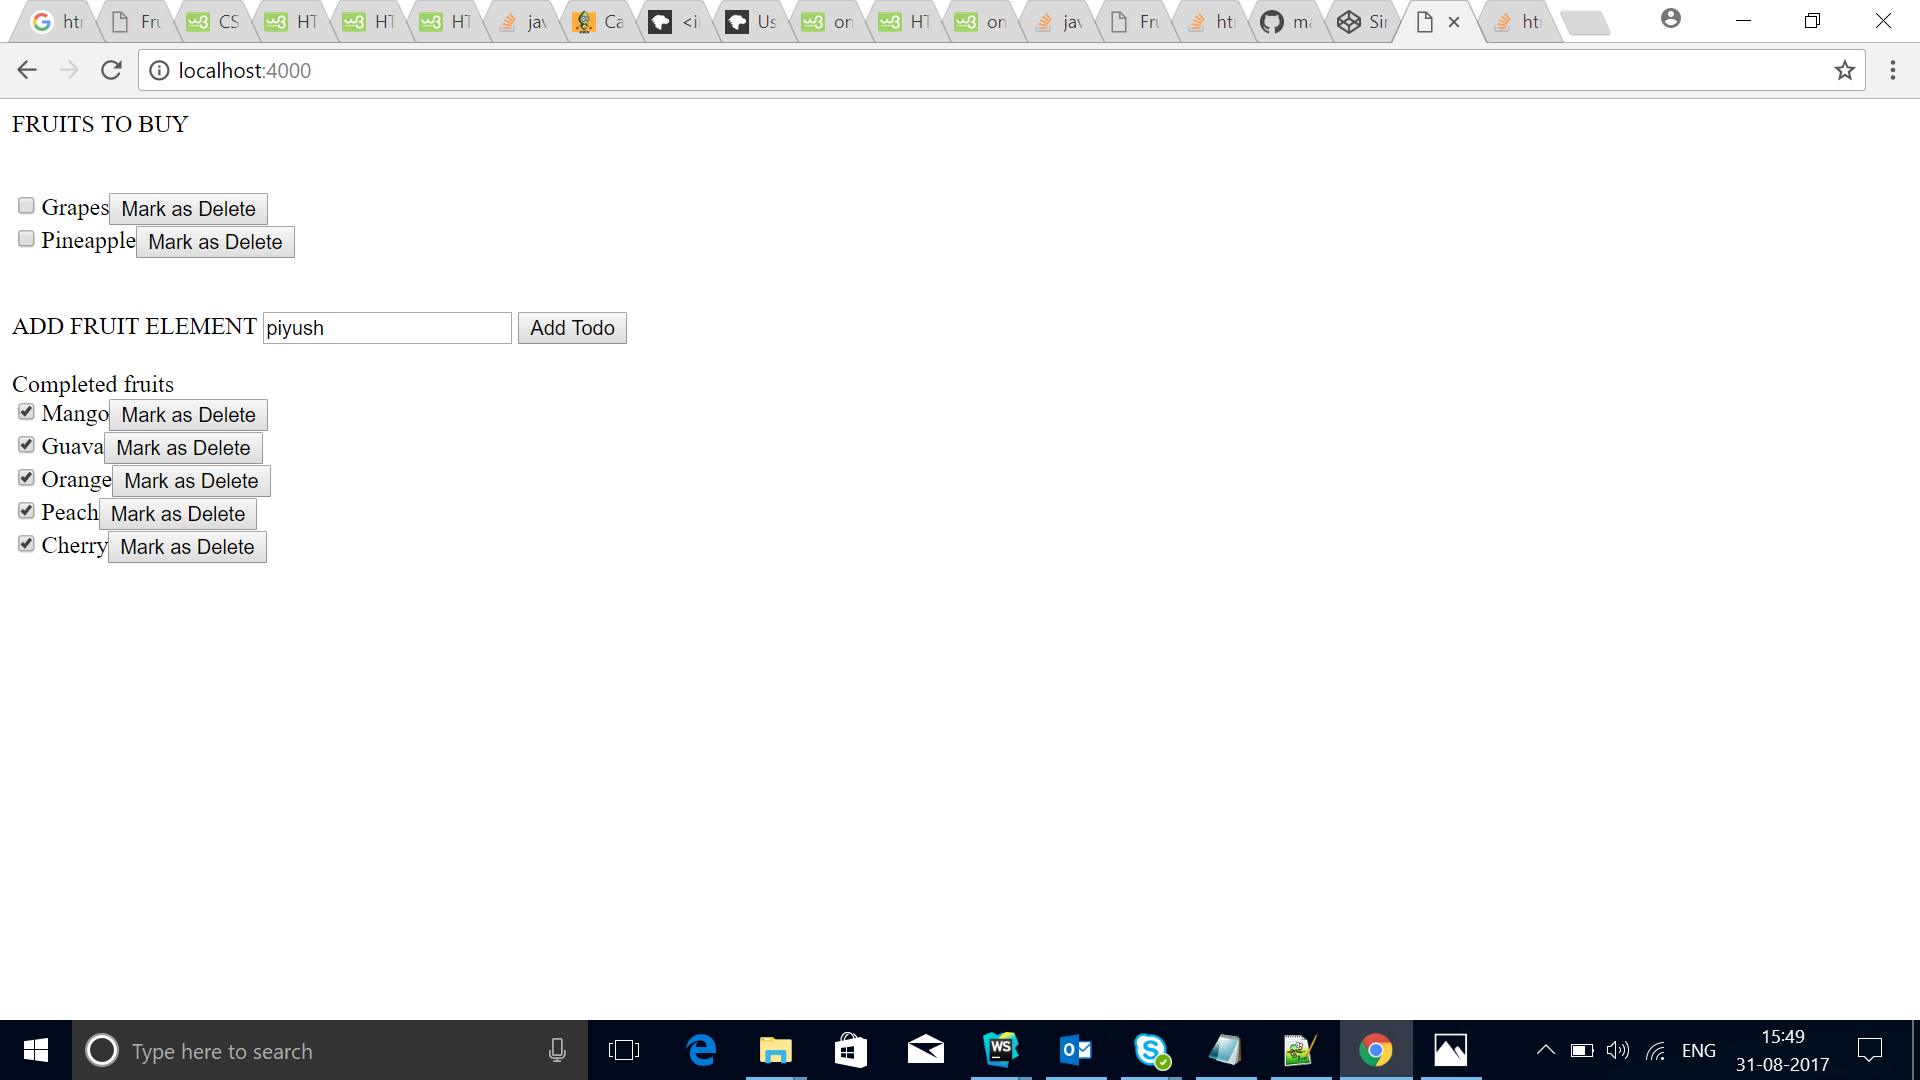 htt Fru CS HT HT HT jav Ca <i Us on HT on jav Fru htr ma Sir htr
localhost:4000
FRUITS TO BUY
Grapes Mark as Delete
Pineapple Mark as Delete
ADD FRUIT ELEMENT piyush Add Todo
Completed fruits
Mango Mark as Delete
Guava Mark as Delete
Orange Mark as Delete
Peach Mark as Delete
Cherry Mark as Delete
Type here to search
ENG
15:49
31-08-2017